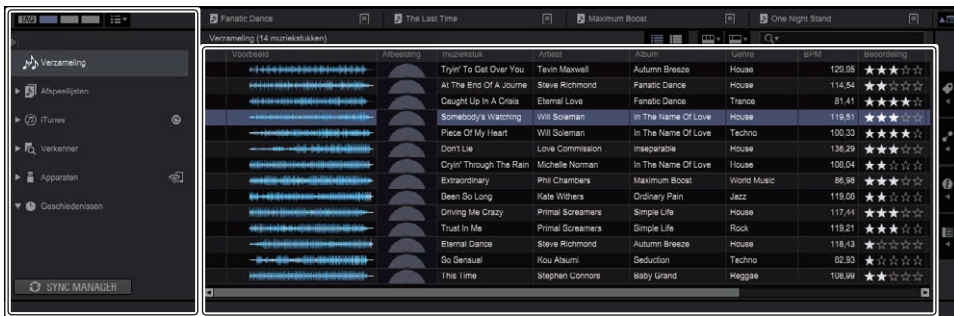 TAG
Fanatic Dance
The Last Time
Maximum Boost
One Night Stand
Verzameling (14 muziekstukken)
Verzameling
Afspeellijsten
iTunes
Verkenner
Apparaten
Geschiedenissen
SYNC MANAGER
Voorbeeld Afbeelding muziekstuk Artiest Album Genre BPM Beoordeling
Tryin' To Get Over You Tevin Maxwell Autumn Breeze House 129,95 ★★★☆☆
At The End Of A Journe Steve Richmond Fanatic Dance House 114,54 ★★☆☆☆
Caught Up In A Crisis Eternal Love Fanatic Dance Trance 81,41 ★★★★☆
Somebody's Watching Will Soleman In The Name Of Love House 119,51 ★★★☆☆
Piece Of My Heart Will Soleman In The Name Of Love Techno 100,33 ★★★★☆
Don't Lie Love Commission Inseparable House 138,29 ★★★☆☆
Cryin' Through The Rain Michelle Norman In The Name Of Love House 108,04 ★★☆☆☆
Extraordinary Phil Chambers Maximum Boost World Music 86,98 ★★★☆☆
Been So Long Kate Withers Ordinary Pain Jazz 119,08 ★★☆☆☆
Driving Me Crazy Primal Screamers Simple Life House 117,44 ★★★☆☆
Trust In Me Primal Screamers Simple Life Rock 119,21 ★★★☆☆
Eternal Dance Steve Richmond Autumn Breeze House 118,43 ★☆☆☆☆
So Sensual Kou Atsumi Seduction Techno 82,93 ★☆☆☆☆
This Time Stephen Connors Baby Grand Reggae 108,99 ★★☆☆☆